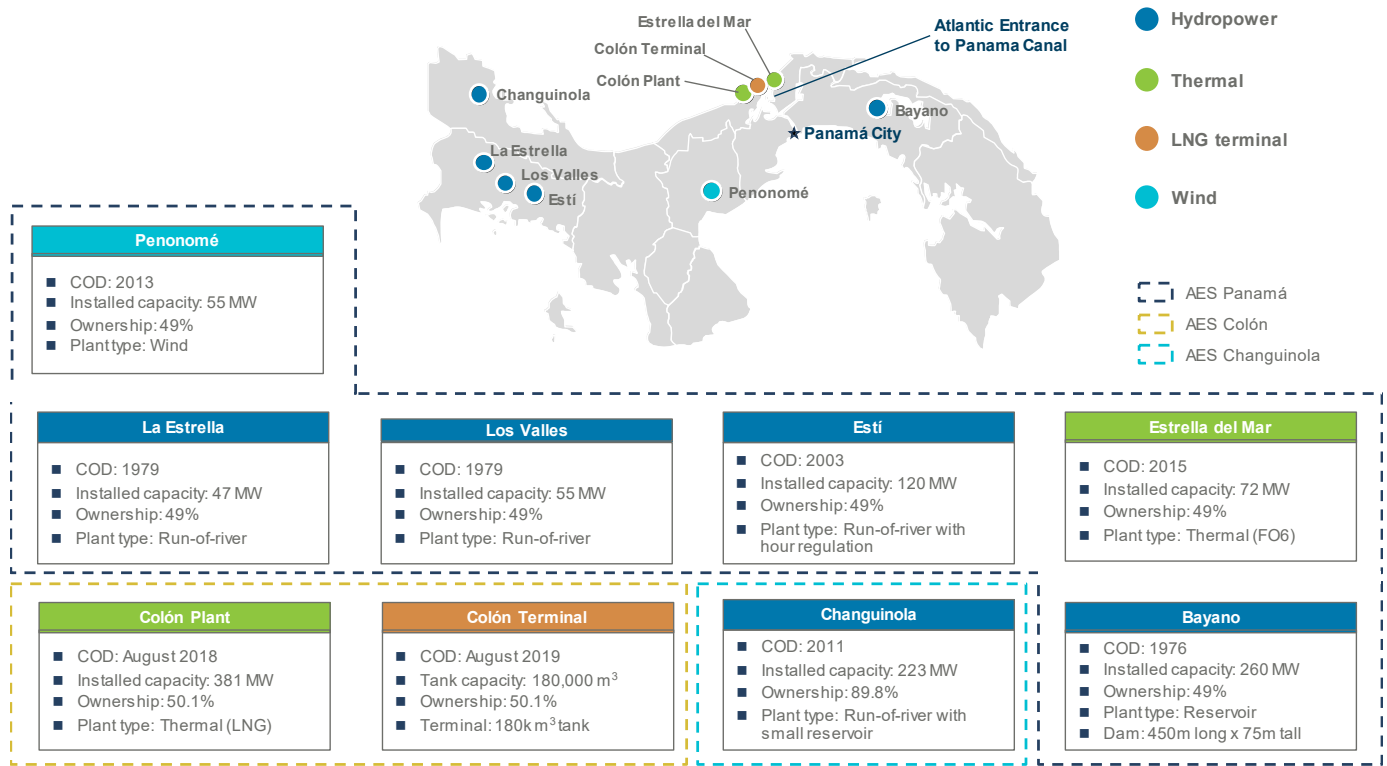 Estrella del Mar
Colón Terminal
Colón Plant
Atlantic Entrance
to Panama Canal
Changuinola
Bayano
Panamá City
La Estrella
Los Valles
Estí
Penonomé
Hydropower
Thermal
LNG terminal
Wind
AES Panamá
AES Colón
AES Changuinola
Penonomé
COD: 2013
Installed capacity: 55 MW
Ownership: 49%
Plant type: Wind
La Estrella
COD: 1979
Installed capacity: 47 MW
Ownership: 49%
Plant type: Run-of-river
Los Valles
COD: 1979
Installed capacity: 55 MW
Ownership: 49%
Plant type: Run-of-river
Estí
COD: 2003
Installed capacity: 120 MW
Ownership: 49%
Plant type: Run-of-river with
hour regulation
Estrella del Mar
COD: 2015
Installed capacity: 72 MW
Ownership: 49%
Plant type: Thermal (FO6)
Colón Plant
COD: August 2018
Installed capacity: 381 MW
Ownership: 50.1%
Plant type: Thermal (LNG)
Colón Terminal
COD: August 2019
Tank capacity: 180,000 m³
Ownership: 50.1%
Terminal: 180k m³ tank
Changuinola
COD: 2011
Installed capacity: 223 MW
Ownership: 89.8%
Plant type: Run-of-river with
small reservoir
Bayano
COD: 1976
Installed capacity: 260 MW
Ownership: 49%
Plant type: Reservoir
Dam: 450m long x 75m tall